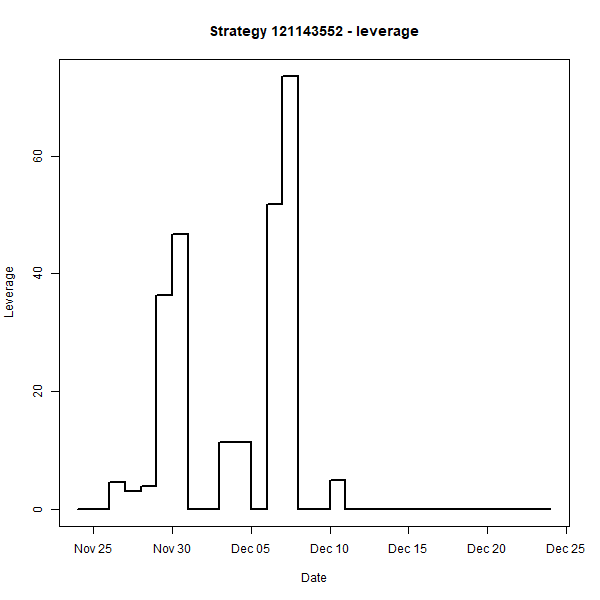 Strategy 121143552 - leverage
Leverage
60
40
20
0
Nov 25 Nov 30 Dec 05 Dec 10 Dec 15 Dec 20 Dec 25
Date